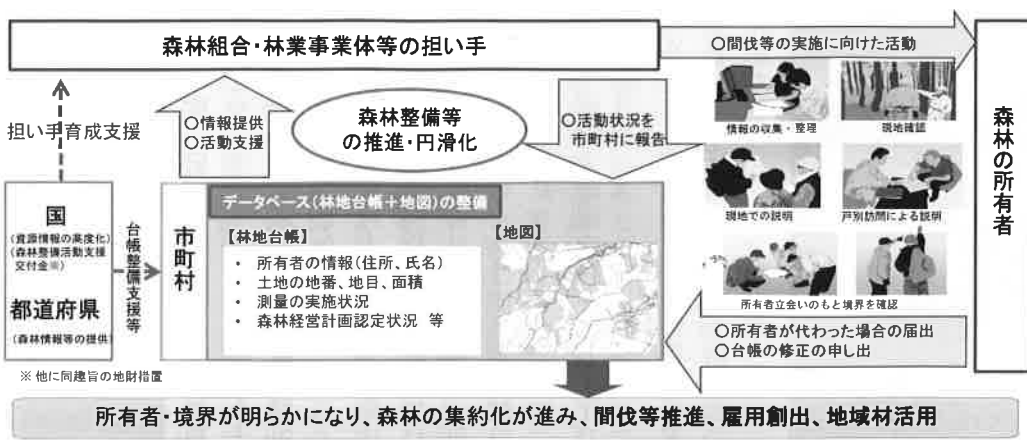 森林組合・林業事業体等の担い手
○間伐等の実施に向けた活動
担い手育成支援
○情報提供
○活動支援
森林整備等
の推進・円滑化
○活動状況を
市町村に報告
情報の収集・整理
現地確認
現地での説明
戸別訪問による説明
所有者立会いのもと境界を確認
森林の所有者
国
(資源情報の高度化)
(森林整備活動支援
交付金※)
都道府県
(森林情報等の提供)
台帳整備支援等
市町村
データベース(林地台帳+地図)の整備
【林地台帳】
・ 所有者の情報(住所、氏名)
・ 土地の地番、地目、面積
・ 測量の実施状況
・ 森林経営計画認定状況 等
【地図】
○所有者が代わった場合の届出
○台帳の修正の申し出
※ 他に同趣旨の地財措置
所有者・境界が明らかになり、森林の集約化が進み、間伐等推進、雇用創出、地域材活用